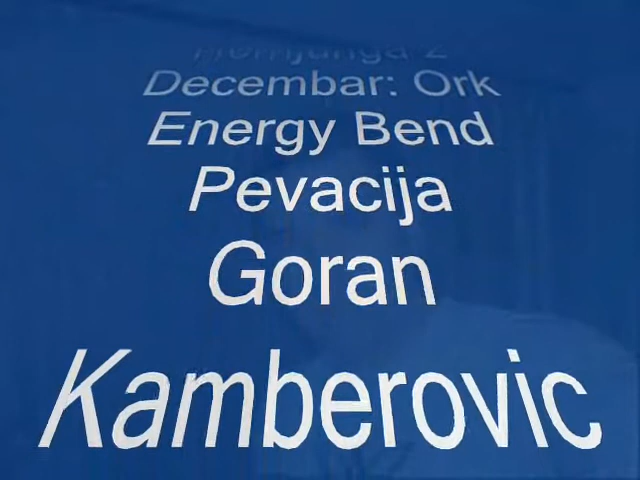 Decembar: Ork
Energy Bend
Pevacija
Goran
Kamberovic